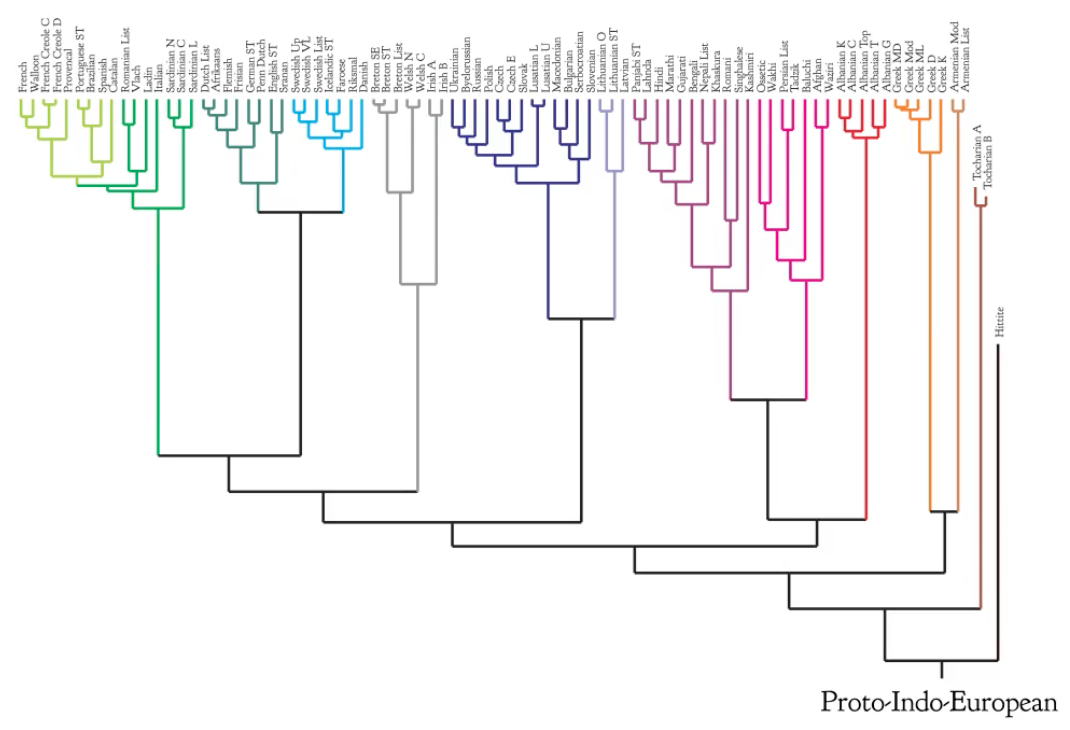 French
Walloon
French Creole C
French Creole D
Provencal
Portuguese ST
Brazilian
Spanish
Catalan
Romanian List
Vlach
Ladin
Italian
Sardinian N
Sardinian C
Sardinian L
Dutch List
Afrikaans
Flemish
Frisian
German ST
Penn Dutch
English ST
Sranan
Swedish Up
Swedish VL
Swedish List
Icelandic ST
Faroese
Riksmal
Danish
Breton SE
Breton ST
Breton List
Welsh N
Welsh C
Irish A
Irish B
Ukrainian
Byelorussian
Russian
Polish
Czech
Czech E
Slovak
Lusatian L
Lusatian U
Macedonian
Bulgarian
Serbocroatian
Slovenian
Lithuanian O
Lithuanian ST
Latvian
Panjabi ST
Lahnda
Hindi
Marathi
Gujarati
Bengali
Nepali List
Khaskura
Romani
Singhalese
Kashmiri
Ossetic
Wakhi
Persian List
Tadzik
Baluchi
Afghan
Waziri
Albanian K
Albanian C
Albanian Top
Albanian T
Albanian G
Greek MD
Greek Mod
Greek ML
Greek D
Greek K
Armenian Mod
Armenian List
Tocharian A
Tocharian B
Hittite
Proto-Indo-European